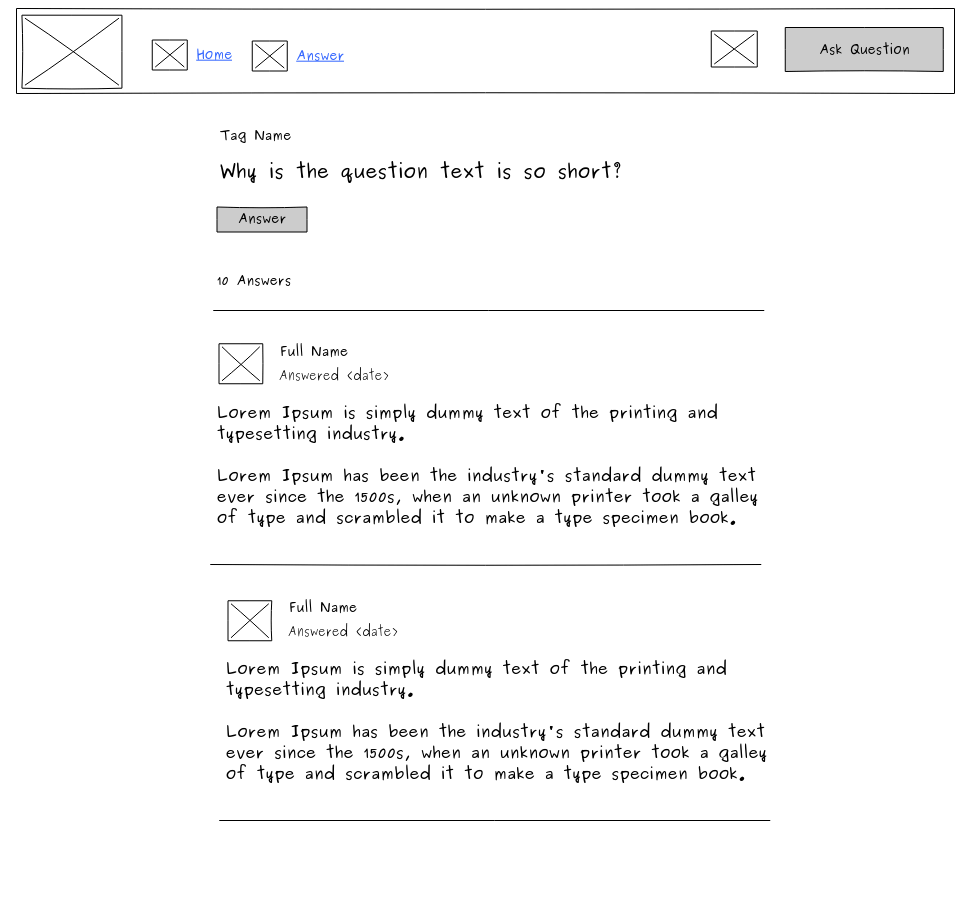 Home Answer Ask Question
Tag Name
Why is the question text is so short?
Answer
10 Answers
Full Name
Answered <date>
Lorem Ipsum is simply dummy text of the printing and
typesetting industry.
Lorem Ipsum has been the industry's standard dummy text
ever since the 1500s, when an unknown printer took a galley
of type and scrambled it to make a type specimen book.
Full Name
Answered <date>
Lorem Ipsum is simply dummy text of the printing and
typesetting industry.
Lorem Ipsum has been the industry's standard dummy text
ever since the 1500s, when an unknown printer took a galley
of type and scrambled it to make a type specimen book.